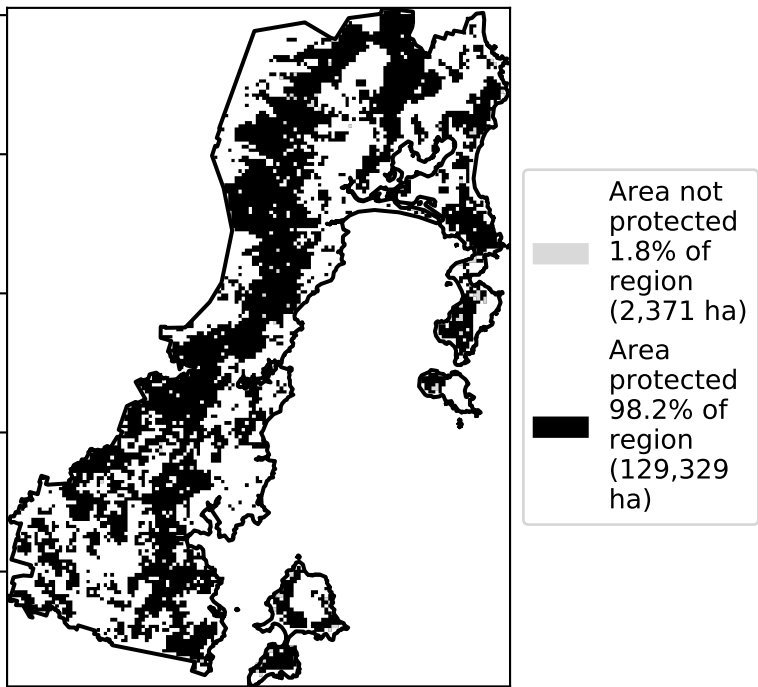 Area not
protected
1.8% of
region
(2,371 ha)
Area
protected
98.2% of
region
(129,329
ha)